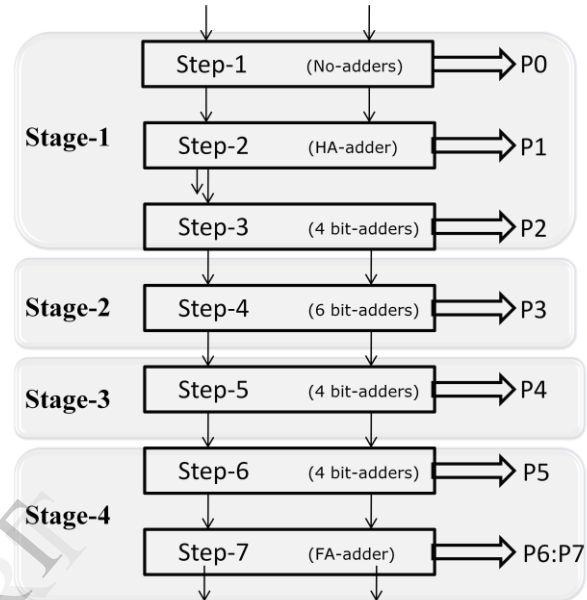 Step-1 (No-adders) P0
Stage-1
Step-2 (HA-adder) P1
Step-3 (4 bit-adders) P2
Stage-2 Step-4 (6 bit-adders) P3
Stage-3 Step-5 (4 bit-adders) P4
Step-6 (4 bit-adders) P5
Stage-4
Step-7 (FA-adder) P6:P7